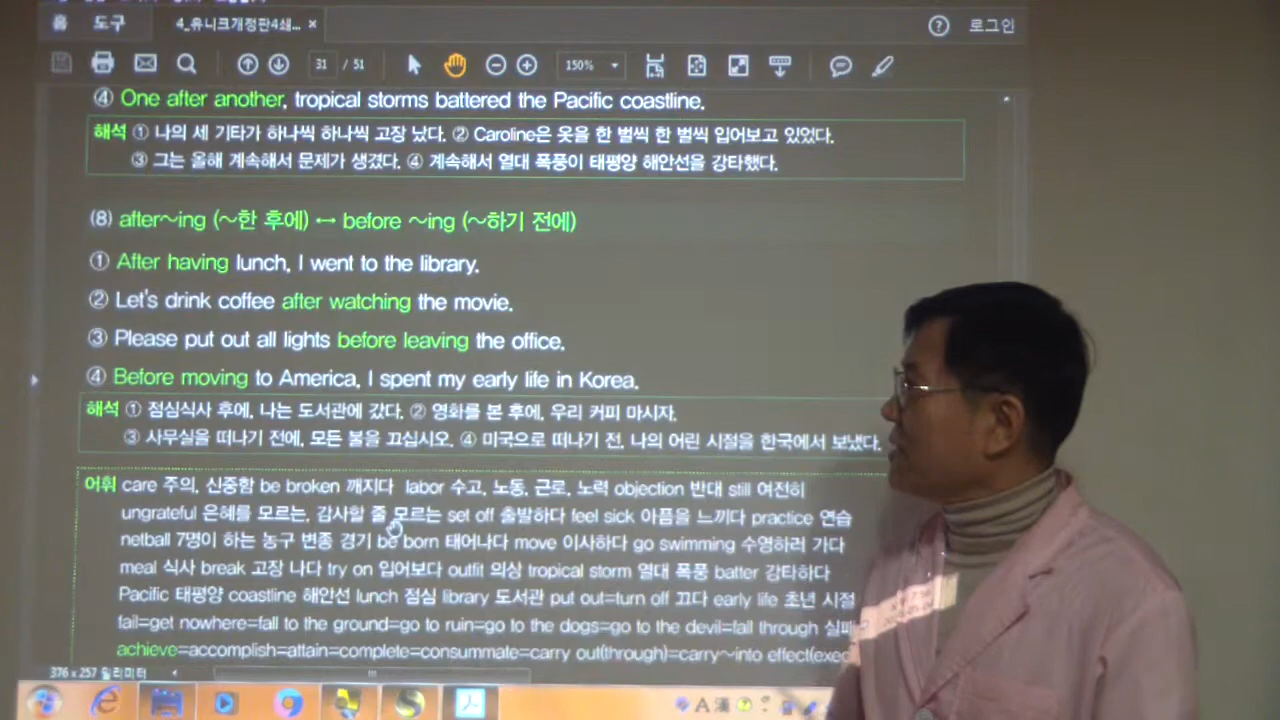 홈 도구 4_유니크개정판4쇄... × ? 로그인
31 / 51 150%
④ One after another, tropical storms battered the Pacific coastline.
해석 ① 나의 세 기타가 하나씩 하나씩 고장 났다. ② Caroline은 옷을 한 벌씩 한 벌씩 입어보고 있었다.
③ 그는 올해 계속해서 문제가 생겼다. ④ 계속해서 열대 폭풍이 태평양 해안선을 강타했다.
(8) after~ing (~한 후에) ↔ before ~ing (~하기 전에)
① After having lunch, I went to the library.
② Let's drink coffee after watching the movie.
③ Please put out all lights before leaving the office.
④ Before moving to America, I spent my early life in Korea.
해석 ① 점심식사 후에, 나는 도서관에 갔다. ② 영화를 본 후에, 우리 커피 마시자.
③ 사무실을 떠나기 전에, 모든 불을 끄십시오. ④ 미국으로 떠나기 전, 나의 어린 시절을 한국에서 보냈다.
어휘 care 주의, 신중함 be broken 깨지다 labor 수고, 노동, 근로, 노력 objection 반대 still 여전히
ungrateful 은혜를 모르는, 감사할 줄 모르는 set off 출발하다 feel sick 아픔을 느끼다 practice 연습
netball 7명이 하는 농구 변종 경기 be born 태어나다 move 이사하다 go swimming 수영하러 가다
meal 식사 break 고장 나다 try on 입어보다 outfit 의상 tropical storm 열대 폭풍 batter 강타하다
Pacific 태평양 coastline 해안선 lunch 점심 library 도서관 put out=turn off 끄다 early life 초년 시절
fail=get nowhere=fall to the ground=go to ruin=go to the dogs=go to the devil=fall through 실패
achieve=accomplish=attain=complete=consummate=carry out(through)=carry~into effect(exec
376 x 257 밀리미터
A 漢